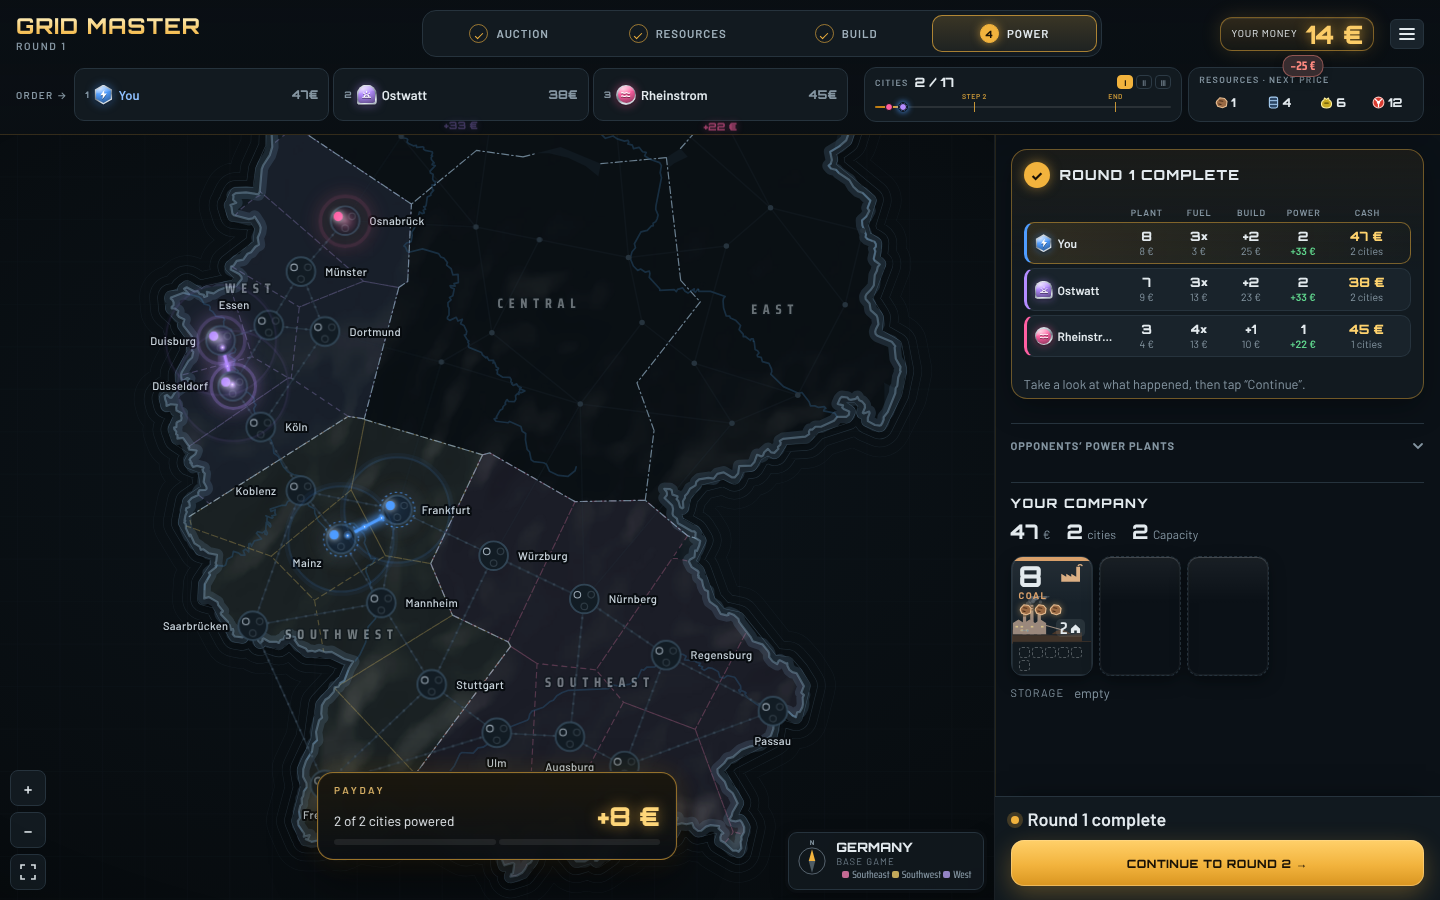 GRID MASTER
ROUND 1
AUCTION
RESOURCES
BUILD
4 POWER
YOUR MONEY 14 €
-25 €
ORDER →
1 You 47€
2 Ostwatt 38€
3 Rheinstrom 45€
+33 €
+22 €
CITIES 2 / 17
I II III
STEP 2
END
RESOURCES · NEXT PRICE
1 4 6 12
Osnabrück
Münster
WEST
Essen
Dortmund
Duisburg
Düsseldorf
Köln
CENTRAL
EAST
Koblenz
Frankfurt
Mainz
Würzburg
Mannheim
Nürnberg
Saarbrücken
SOUTHWEST
Regensburg
Stuttgart
SOUTHEAST
Passau
Ulm
Augsburg
Fre
PAYDAY
2 of 2 cities powered
+8 €
+
−
N
GERMANY
BASE GAME
Southeast Southwest West
ROUND 1 COMPLETE
PLANT FUEL BUILD POWER CASH
You 8 3x +2 2 47 €
8 € 3 € 25 € +33 € 2 cities
Ostwatt 7 3x +2 2 38 €
9 € 13 € 23 € +33 € 2 cities
Rheinstr... 3 4x +1 1 45 €
4 € 13 € 10 € +22 € 1 cities
Take a look at what happened, then tap “Continue”.
OPPONENTS’ POWER PLANTS
YOUR COMPANY
47 € 2 cities 2 Capacity
8
COAL
2
STORAGE empty
Round 1 complete
CONTINUE TO ROUND 2 →